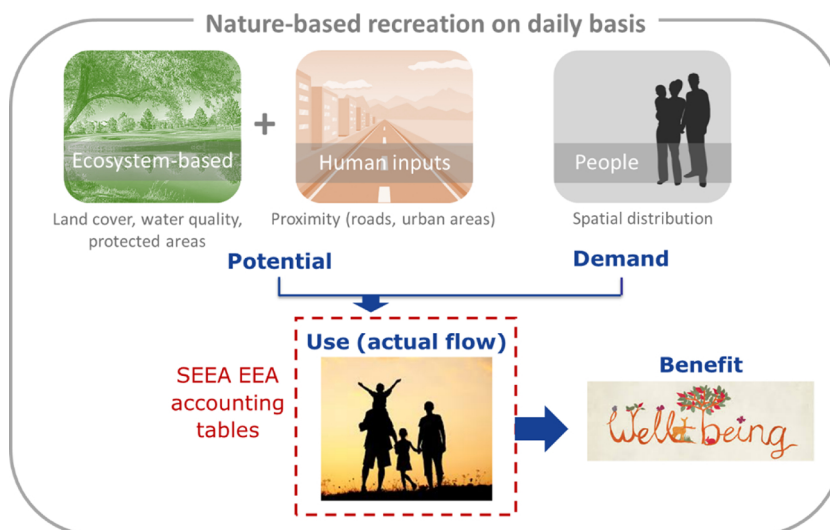 Nature-based recreation on daily basis
Ecosystem-based
+
Human inputs
People
Land cover, water quality,
protected areas
Proximity (roads, urban areas)
Spatial distribution
Potential
Demand
Use (actual flow)
SEEA EEA
accounting
tables
Benefit
Well-being